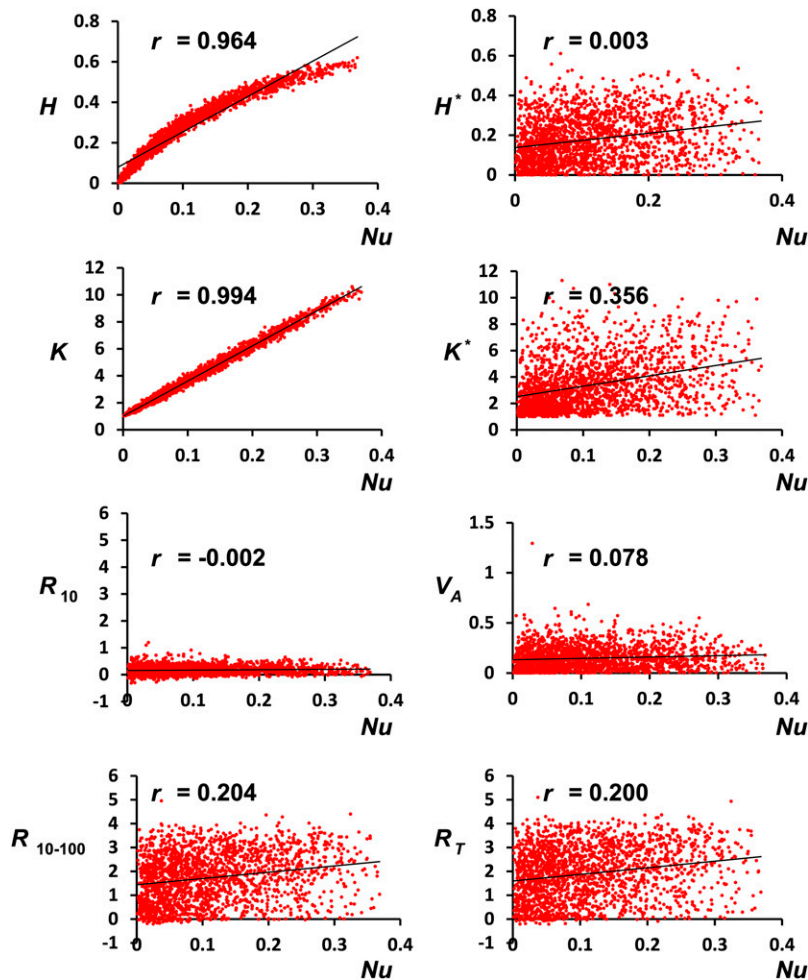 r = 0.964
H
0.8
0.6
0.4
0.2
0
0 0.1 0.2 0.3 0.4
Nu
r = 0.003
H*
0.8
0.6
0.4
0.2
0
0 0.2 0.4
Nu
r = 0.994
K
12
10
8
6
4
2
0
0 0.1 0.2 0.3 0.4
Nu
r = 0.356
K*
12
10
8
6
4
2
0
0 0.1 0.2 0.3 0.4
Nu
r = -0.002
R 10
6
5
4
3
2
1
0
-1
0 0.1 0.2 0.3 0.4
Nu
r = 0.078
VA
1.5
1
0.5
0
0 0.1 0.2 0.3 0.4
Nu
r = 0.204
R 10-100
6
5
4
3
2
1
0
-1
0 0.1 0.2 0.3 0.4
Nu
r = 0.200
RT
6
5
4
3
2
1
0
-1
0 0.1 0.2 0.3 0.4
Nu